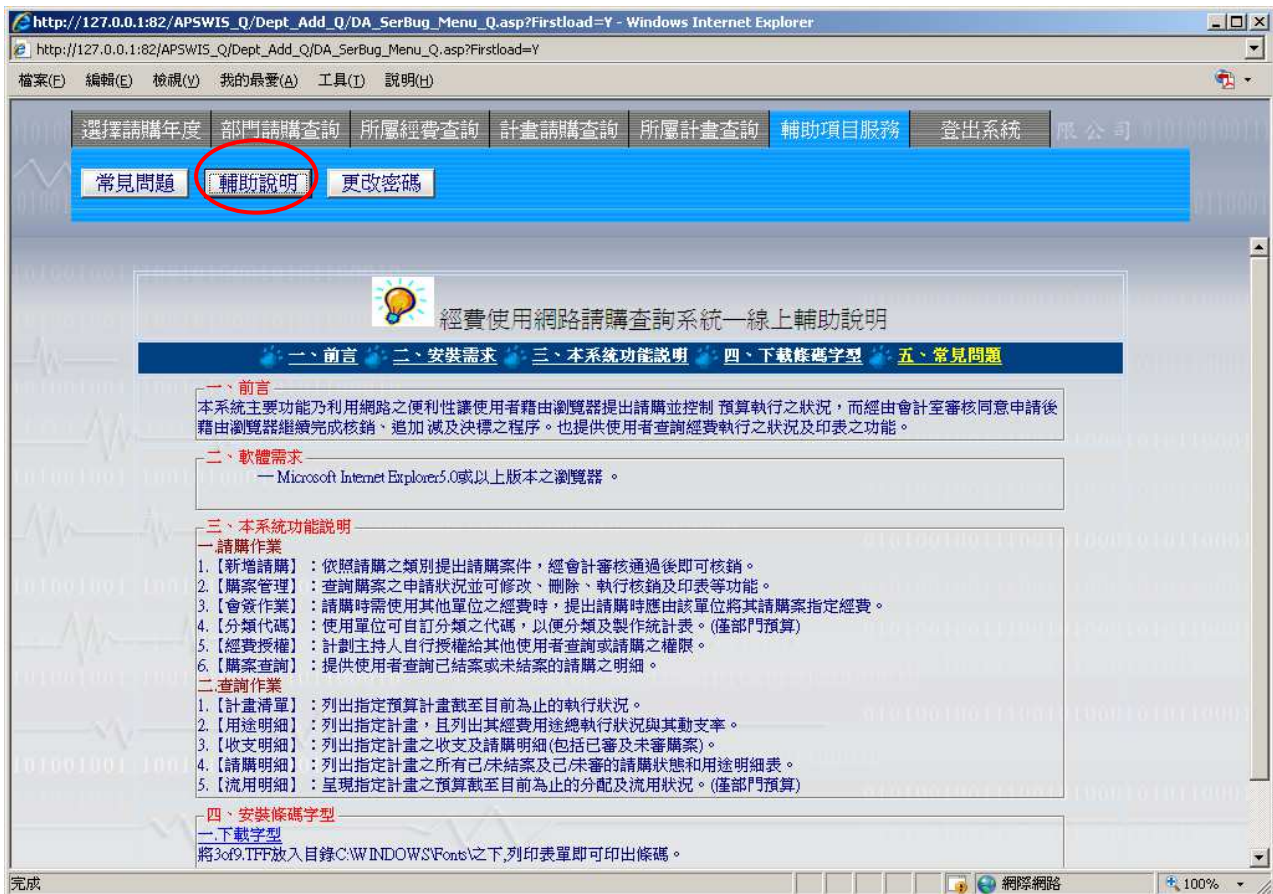 http://127.0.0.1:82/APSWIS_Q/Dept_Add_Q/DA_SerBug_Menu_Q.asp?Firstload=Y - Windows Internet Explorer
http://127.0.0.1:82/APSWIS_Q/Dept_Add_Q/DA_SerBug_Menu_Q.asp?Firstload=Y
檔案(F) 編輯(E) 檢視(V) 我的最愛(A) 工具(T) 說明(H)
選擇請購年度 部門請購查詢 所屬經費查詢 計畫請購查詢 所屬計畫查詢 輔助項目服務 登出系統 限公司
常見問題 輔助說明 更改密碼
經費使用網路請購查詢系統—線上輔助說明
一、前言 二、安裝需求 三、本系統功能說明 四、下載條碼字型 五、常見問題
一、前言
本系統主要功能乃利用網路之便利性讓使用者藉由瀏覽器提出請購並控制 預算執行之狀況，而經由會計室審核同意申請後
藉由瀏覽器繼續完成核銷、追加 減及決標之程序。也提供使用者查詢經費執行之狀況及印表之功能。
二、軟體需求
— Microsoft Internet Explorer5.0或以上版本之瀏覽器 。
三、本系統功能說明
一.請購作業
1.【新增請購】：依照請購之類別提出請購案件，經會計審核通過後即可核銷。
2.【購案管理】：查詢購案之申請狀況並可修改、刪除、執行核銷及印表等功能。
3.【會簽作業】：請購時需使用其他單位之經費時，提出請購時應由該單位將其請購案指定經費。
4.【分類代碼】：使用單位可自訂分類之代碼，以便分類及製作統計表。(僅部門預算)
5.【經費授權】：計劃主持人自行授權給其他使用者查詢或請購之權限。
6.【購案查詢】：提供使用者查詢已結案或未結案的請購之明細。
二.查詢作業
1.【計畫清單】：列出指定預算計畫截至目前為止的執行狀況。
2.【用途明細】：列出指定計畫，且列出其經費用途總執行狀況與其動支率。
3.【收支明細】：列出指定計畫之收支及請購明細(包括已審及未審購案)。
4.【請購明細】：列出指定計畫之所有已/未結案及已/未審的請購狀態和用途明細表。
5.【流用明細】：呈現指定計畫之預算截至目前為止的分配及流用狀況。(僅部門預算)
四、安裝條碼字型
一.下載字型
將3of9.TFF放入目錄C:\WINDOWS\Fonts\之下,列印表單即可印出條碼。
完成 網際網路 100%